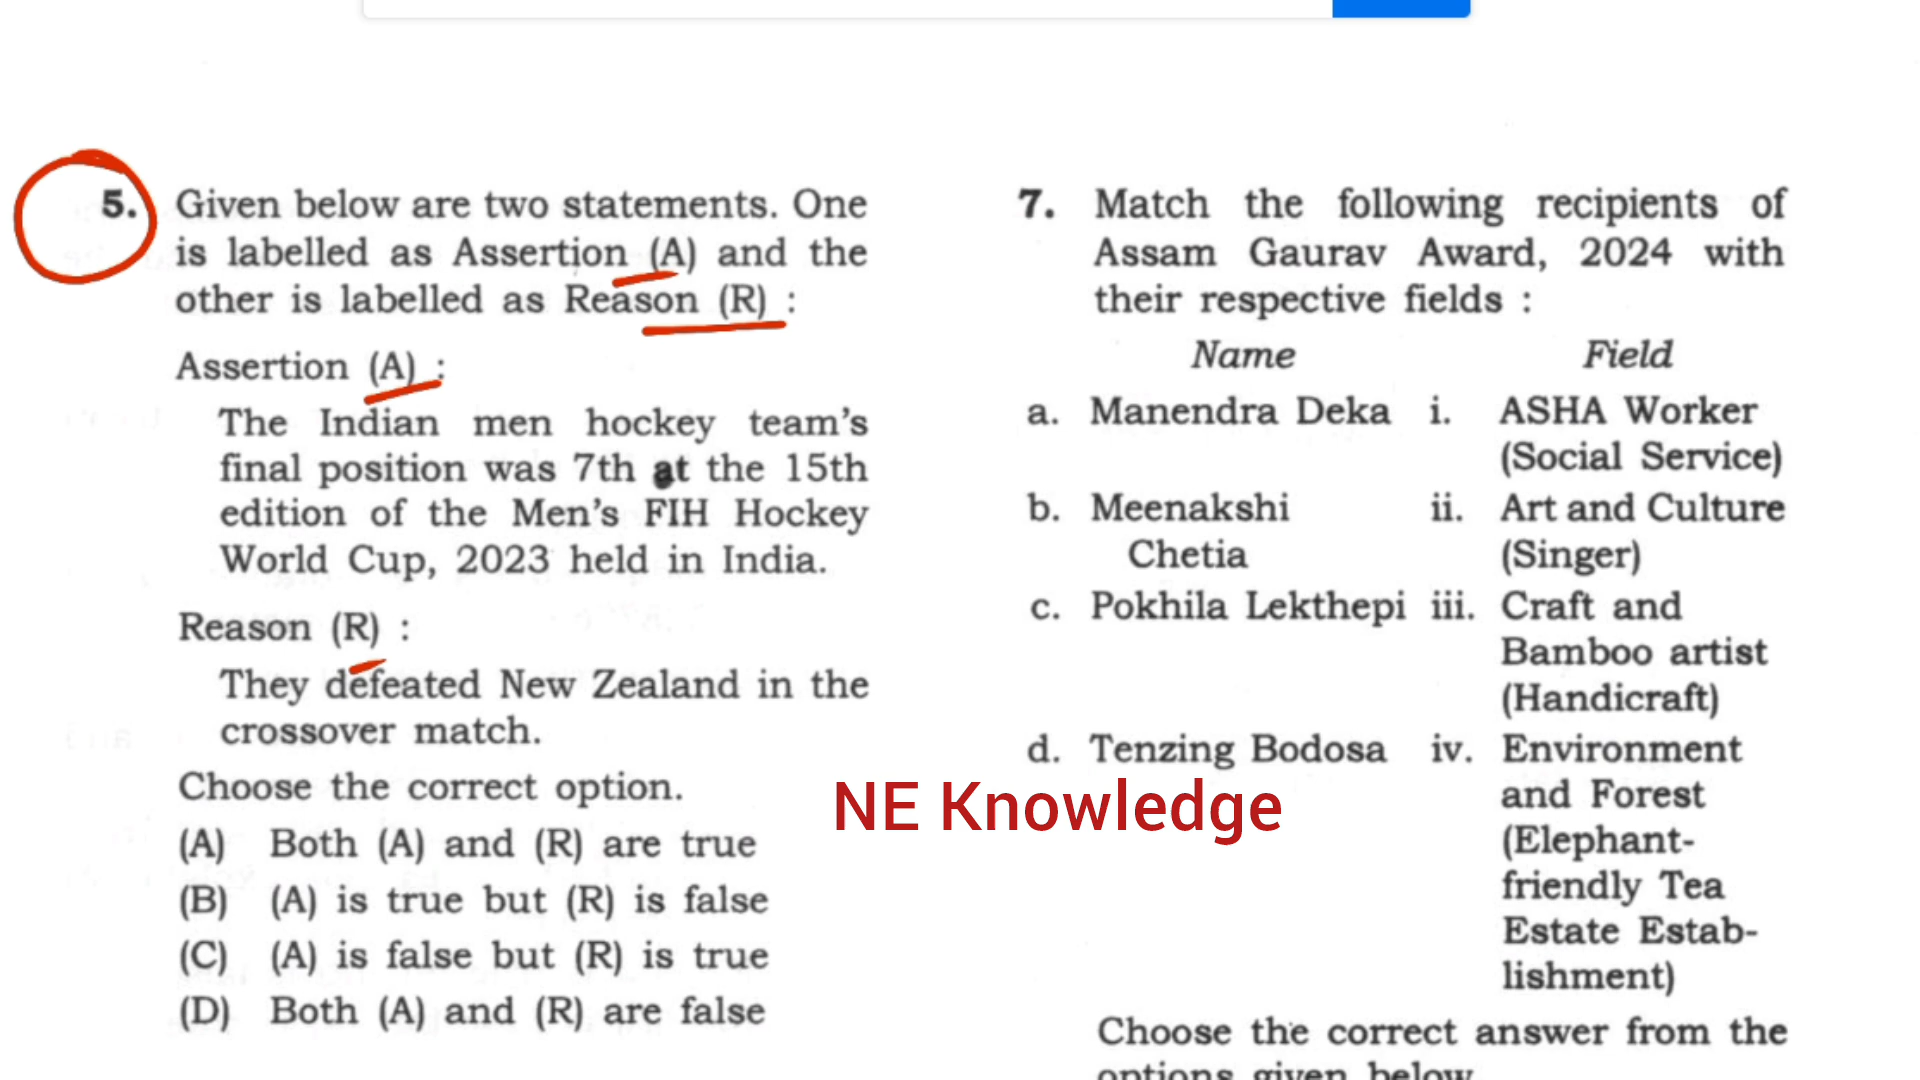 5. Given below are two statements. One
is labelled as Assertion (A) and the
other is labelled as Reason (R) :
Assertion (A) :
The Indian men hockey team's
final position was 7th at the 15th
edition of the Men's FIH Hockey
World Cup, 2023 held in India.
Reason (R) :
They defeated New Zealand in the
crossover match.
Choose the correct option.
(A) Both (A) and (R) are true
(B) (A) is true but (R) is false
(C) (A) is false but (R) is true
(D) Both (A) and (R) are false
7. Match the following recipients of
Assam Gaurav Award, 2024 with
their respective fields :
Name Field
a. Manendra Deka i. ASHA Worker
(Social Service)
b. Meenakshi ii. Art and Culture
Chetia (Singer)
c. Pokhila Lekthepi iii. Craft and
Bamboo artist
(Handicraft)
d. Tenzing Bodosa iv. Environment
and Forest
(Elephant-
friendly Tea
Estate Estab-
lishment)
Choose the correct answer from the
options given below
NE Knowledge